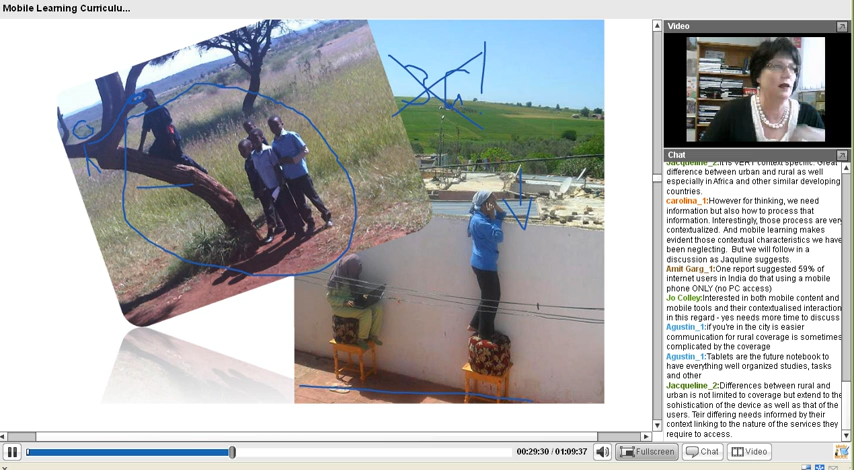 Mobile Learning Curriculu...
3G
Video
Chat
Jacqueline_2:It is VERY context specific. Great
difference between urban and rural as well
especially in Africa and other similar developing
countries.
carolina_1:However for thinking, we need
information but also how to process that
information. Interestingly, those process are very
contextualized. And mobile learning makes
evident those contextual characteristics we have
been neglecting. But we will follow in a
discussion as Jaquline suggests.
Amit Garg_1:One report suggested 59% of
internet users in India do that using a mobile
phone ONLY (no PC access)
Jo Colley:Interested in both mobile content and
mobile tools and their contextualised interaction
in this regard - yes needs more time to discuss
Agustin_1:if you're in the city is easier
communication for rural coverage is sometimes
complicated by the coverage
Agustin_1:Tablets are the future notebook to
have everything well organized studies, tasks
and other
Jacqueline_2:Differences between rural and
urban is not limited to coverage but extend to the
sohistication of the device as well as that of the
users. Teir differing needs informed by their
context linking to the nature of the services they
require to access.
00:29:30 / 01:09:37
Fullscreen
Chat
Video